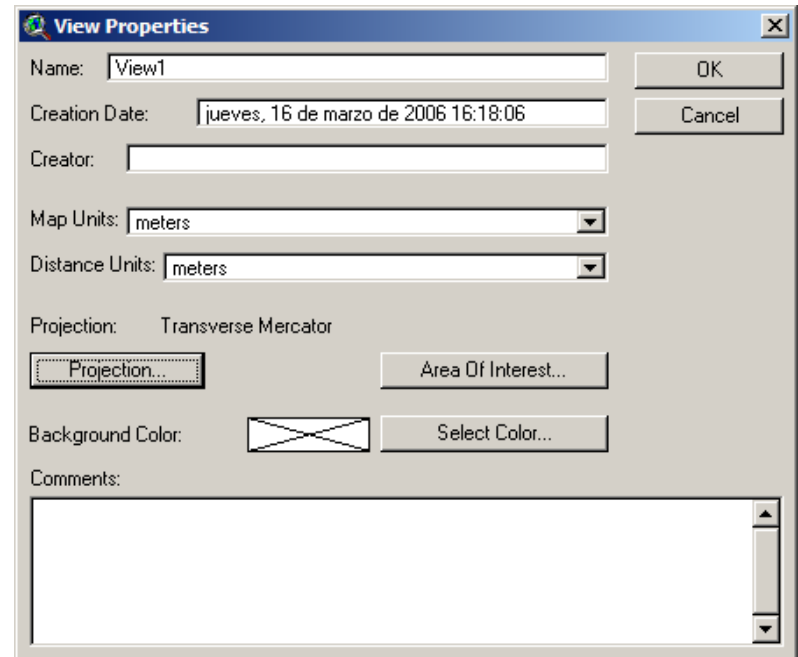 View Properties
Name: View1
OK
Creation Date: jueves, 16 de marzo de 2006 16:18:06
Cancel
Creator:
Map Units: meters
Distance Units: meters
Projection: Transverse Mercator
Projection... Area Of Interest...
Background Color: Select Color...
Comments: